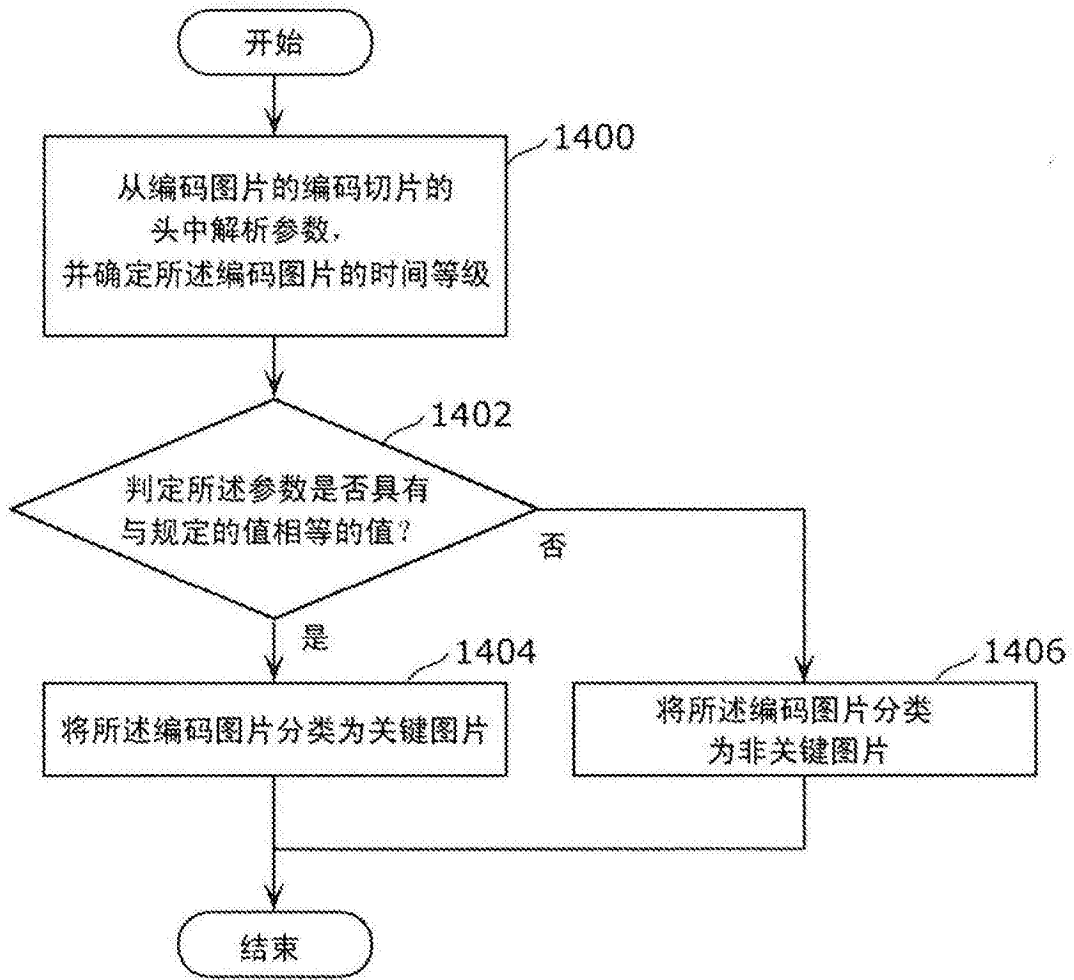 开始
1400
从编码图片的编码切片的
头中解析参数，
并确定所述编码图片的时间等级
1402
判定所述参数是否具有
与规定的值相等的值？
否
是
1404
将所述编码图片分类为关键图片
1406
将所述编码图片分类
为非关键图片
结束